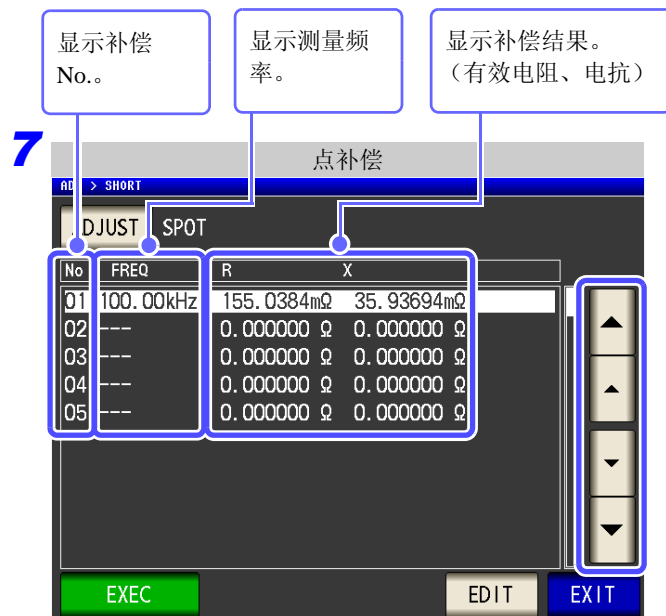 显示补偿
No.。
显示测量频
率。
显示补偿结果。
（有效电阻、电抗）
7
点补偿
> SHORT
ADJUST SPOT
No FREQ R X
01 100.00kHz 155.0384mΩ 35.93694mΩ
02 --- 0.000000 Ω 0.000000 Ω
03 --- 0.000000 Ω 0.000000 Ω
04 --- 0.000000 Ω 0.000000 Ω
05 --- 0.000000 Ω 0.000000 Ω
EXEC EDIT EXIT